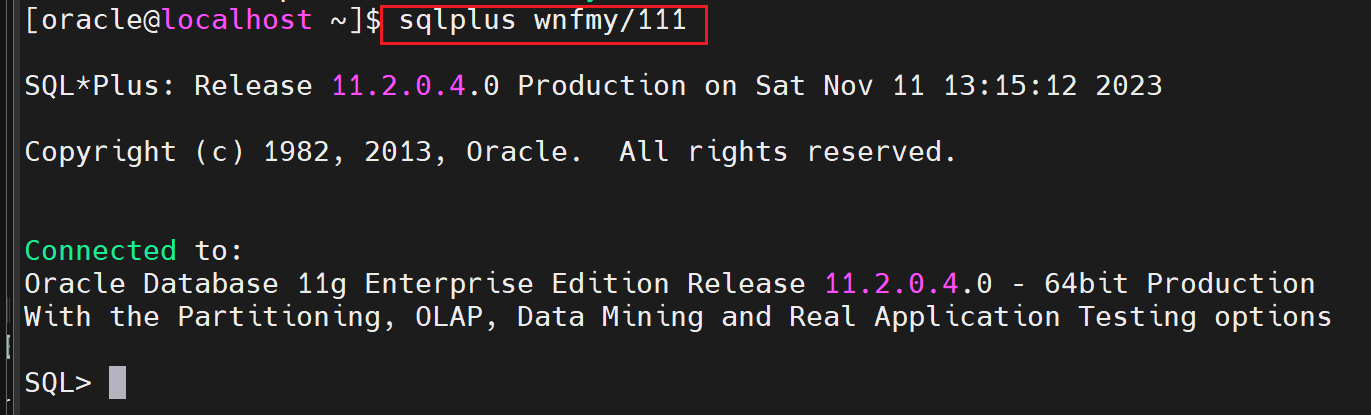 [oracle@localhost ~]$ sqlplus wnfmy/111
SQL*Plus: Release 11.2.0.4.0 Production on Sat Nov 11 13:15:12 2023
Copyright (c) 1982, 2013, Oracle.  All rights reserved.
Connected to:
Oracle Database 11g Enterprise Edition Release 11.2.0.4.0 - 64bit Production
With the Partitioning, OLAP, Data Mining and Real Application Testing options
SQL>